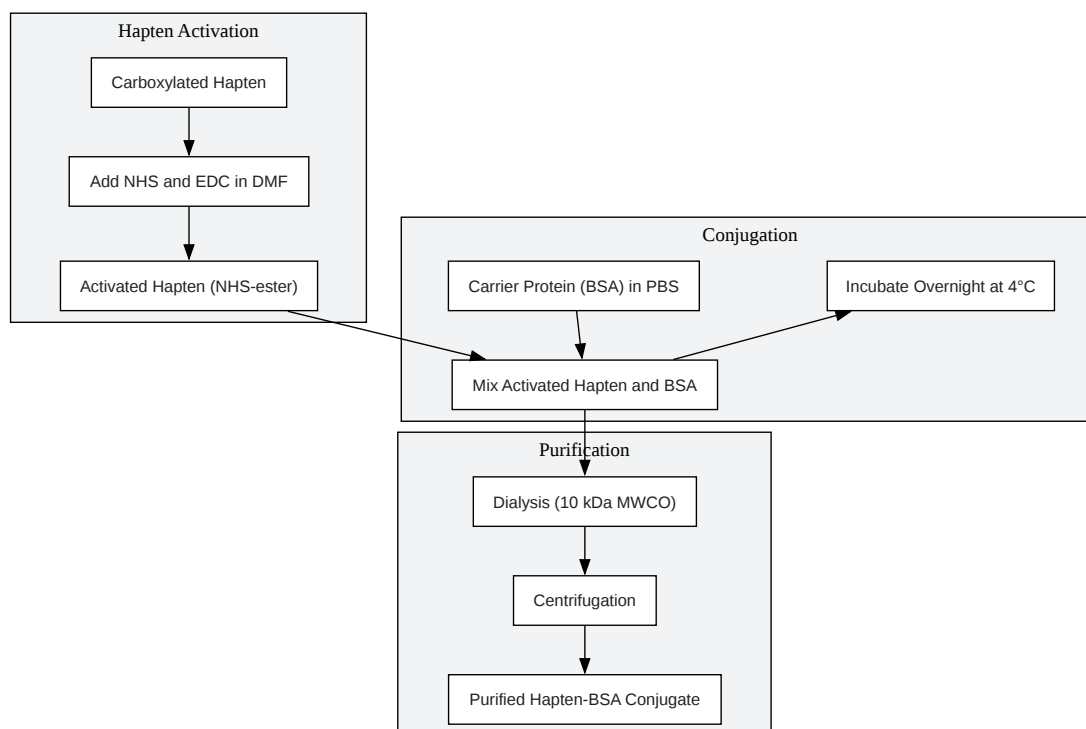 Hapten Activation
Carboxylated Hapten
Add NHS and EDC in DMF
Activated Hapten (NHS-ester)
Conjugation
Carrier Protein (BSA) in PBS
Incubate Overnight at 4°C
Mix Activated Hapten and BSA
Purification
Dialysis (10 kDa MWCO)
Centrifugation
Purified Hapten-BSA Conjugate